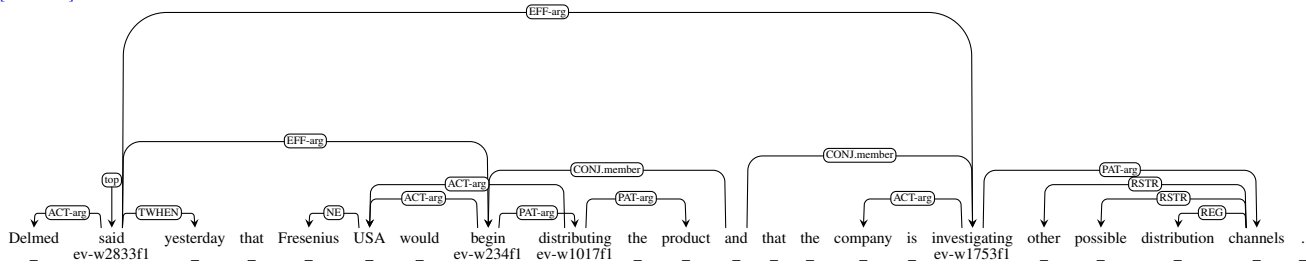 EFF-arg
EFF-arg
CONJ.member
CONJ.member PAT-arg
top ACT-arg RSTR
ACT-arg PAT-arg ACT-arg RSTR
ACT-arg TWHEN NE PAT-arg REG
Delmed said yesterday that Fresenius USA would begin distributing the product and that the company is investigating other possible distribution channels .
_ ev-w2833f1 _ _ _ _ _ ev-w234f1 ev-w1017f1 _ _ _ _ _ _ _ ev-w1753f1 _ _ _ _ _